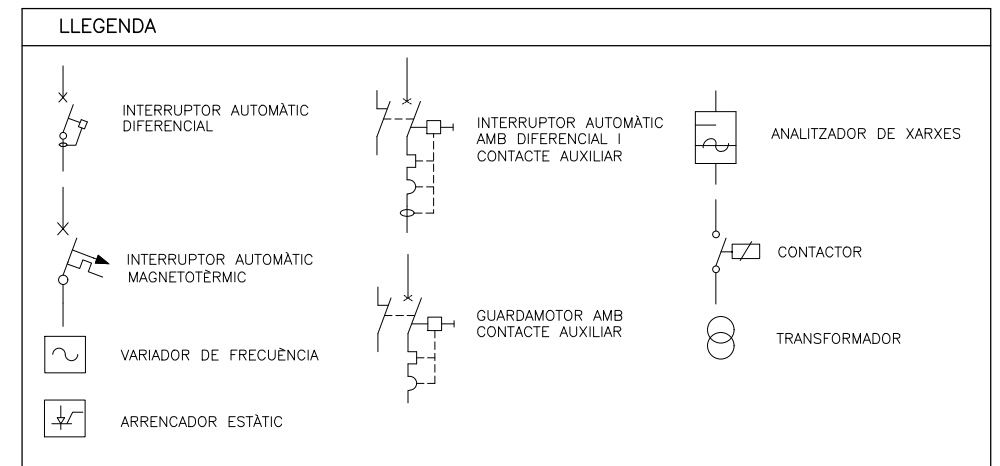 LLEGENDA
INTERRUPTOR AUTOMÀTIC
DIFERENCIAL
INTERRUPTOR AUTOMÀTIC
MAGNETOTÈRMIC
VARIADOR DE FRECUÈNCIA
ARRENCADOR ESTÀTIC
INTERRUPTOR AUTOMÀTIC
AMB DIFERENCIAL I
CONTACTE AUXILIAR
GUARDAMOTOR AMB
CONTACTE AUXILIAR
ANALITZADOR DE XARXES
CONTACTOR
TRANSFORMADOR